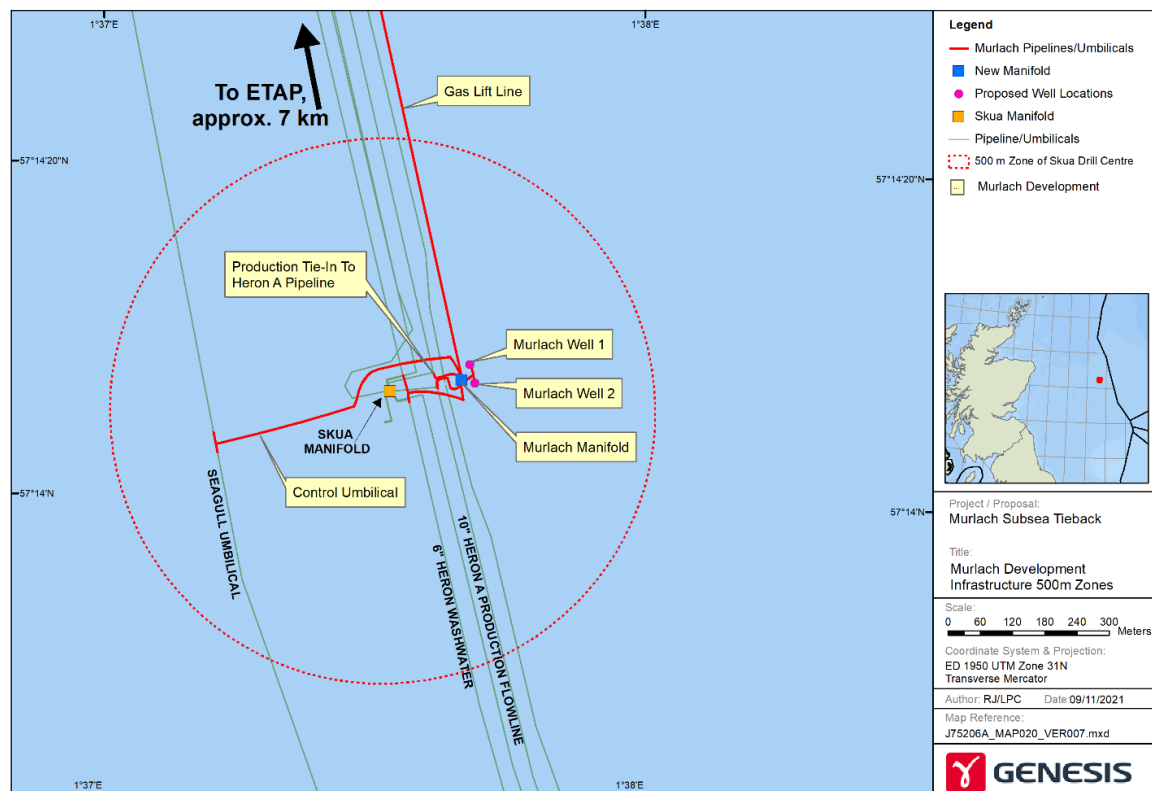 1°37'E
1°38'E
To ETAP,
approx. 7 km
Gas Lift Line
57°14'20"N
57°14'20"N
Production Tie-In To
Heron A Pipeline
Murlach Well 1
Murlach Well 2
SKUA
MANIFOLD
Murlach Manifold
Control Umbilical
57°14'N
57°14'N
SEAGULL UMBILICAL
6" HERON WASHWATER
10" HERON A PRODUCTION FLOWLINE
1°37'E
1°38'E
Legend
Murlach Pipelines/Umbilicals
New Manifold
Proposed Well Locations
Skua Manifold
Pipeline/Umbilicals
500 m Zone of Skua Drill Centre
Murlach Development
Project / Proposal:
Murlach Subsea Tieback
Title:
Murlach Development
Infrastructure 500m Zones
Scale:
0 60 120 180 240 300
Meters
Coordinate System & Projection:
ED 1950 UTM Zone 31N
Transverse Mercator
Author: RJ/LPC Date:09/11/2021
Map Reference:
J75206A_MAP020_VER007.mxd
GENESIS